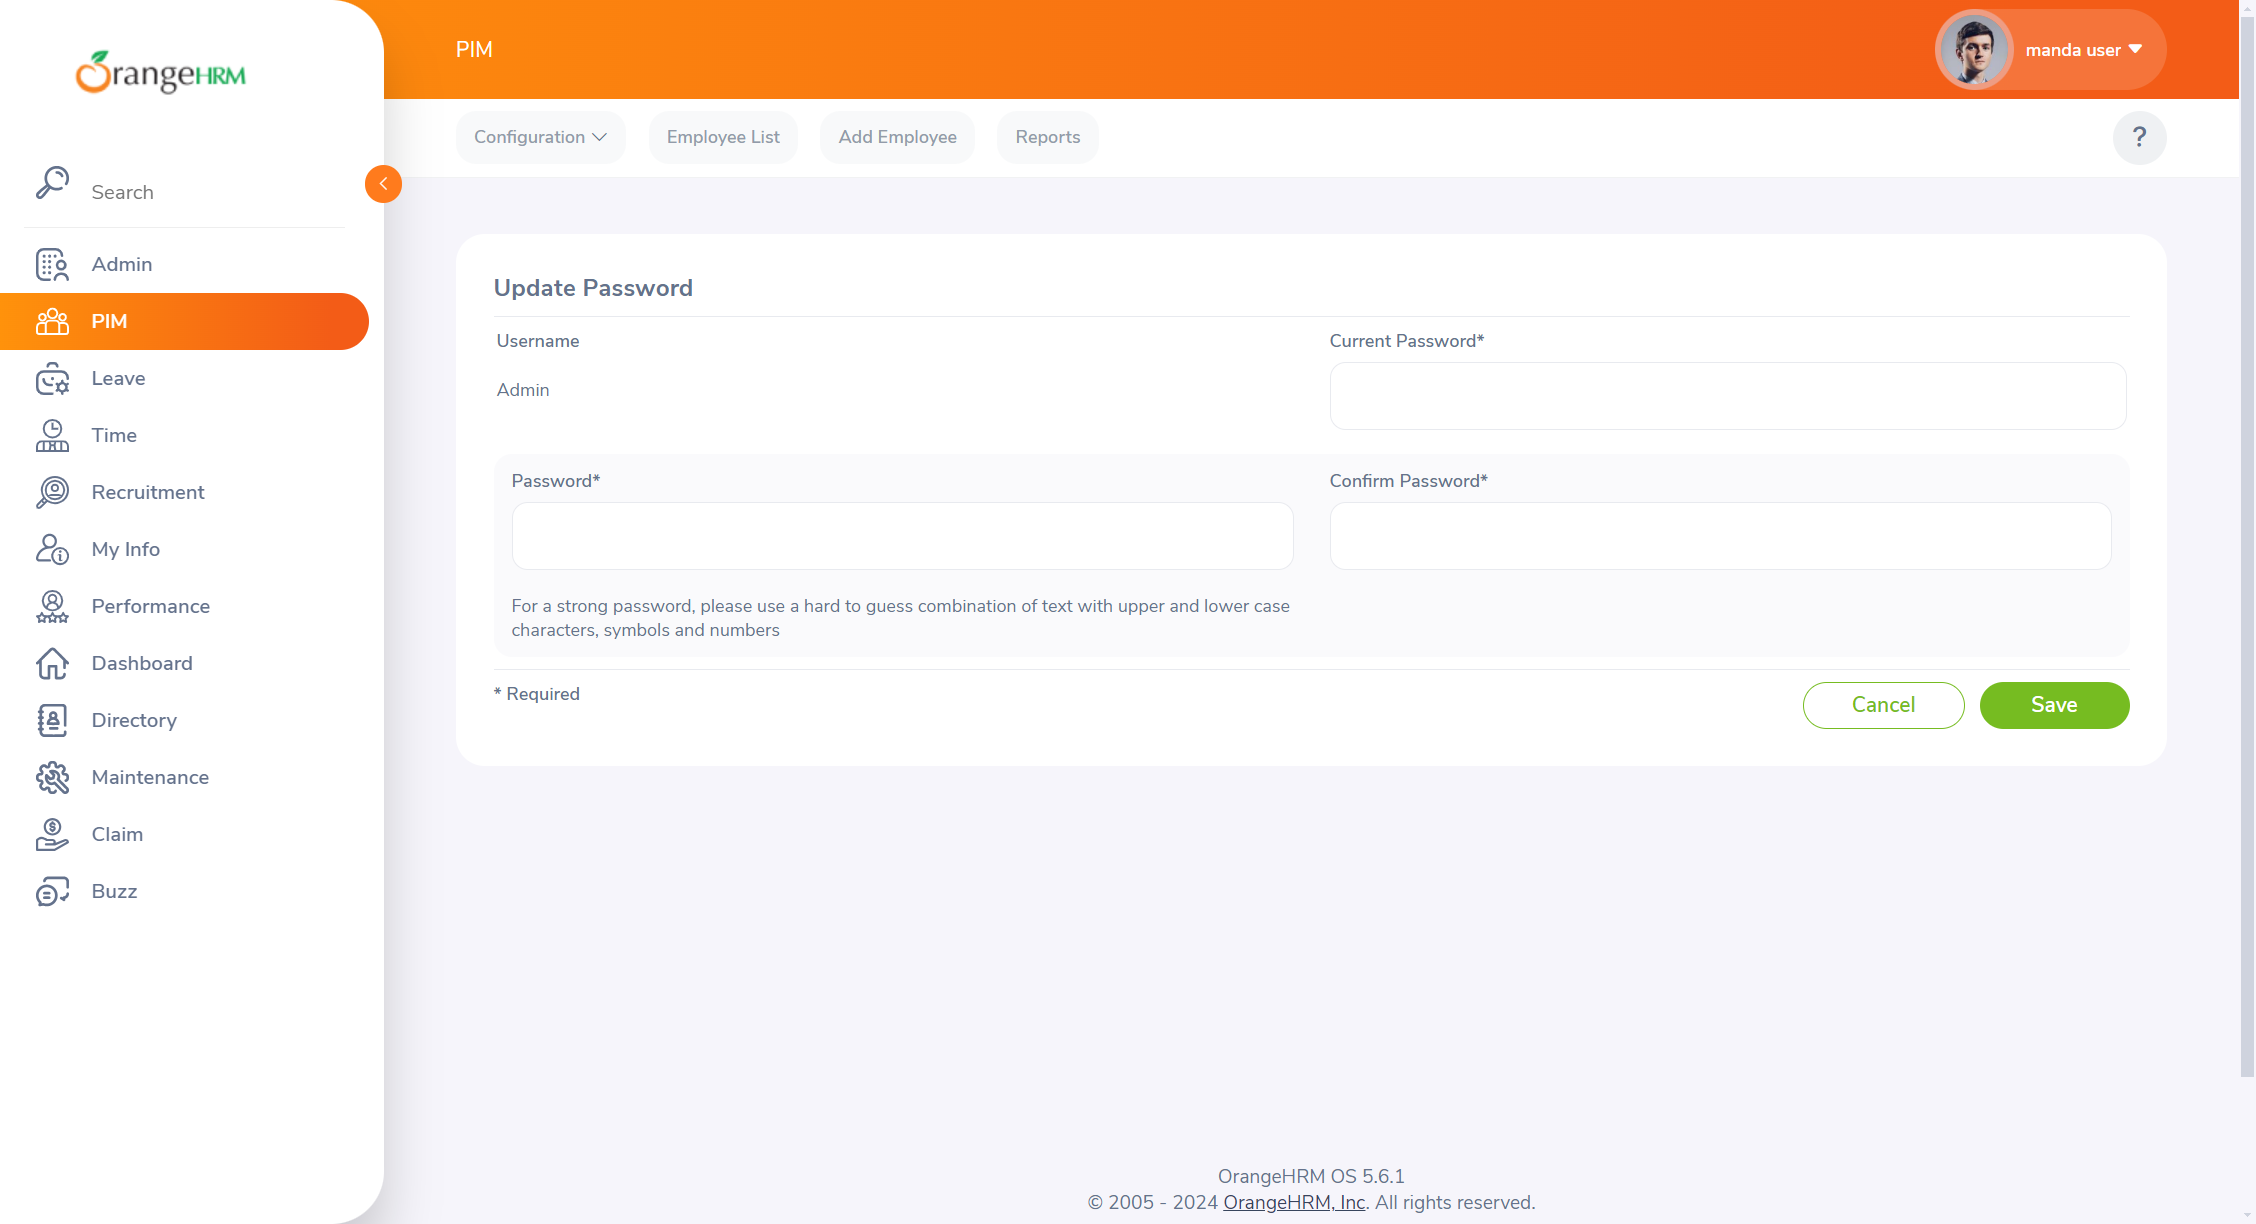 OrangeHRM
PIM
manda user
Configuration
Employee List
Add Employee
Reports
?
Search
Admin
PIM
Leave
Time
Recruitment
My Info
Performance
Dashboard
Directory
Maintenance
Claim
Buzz
Update Password
Username
Admin
Current Password*
Password*
Confirm Password*
For a strong password, please use a hard to guess combination of text with upper and lower case
characters, symbols and numbers
* Required
Cancel
Save
OrangeHRM OS 5.6.1
© 2005 - 2024 OrangeHRM, Inc. All rights reserved.